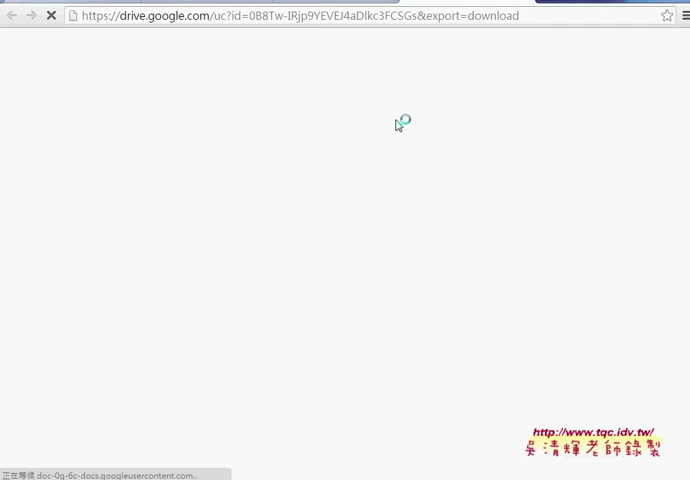 https://drive.google.com/uc?id=0B8Tw-IRjp9YEVEJ4aDlkc3FCSGs&export=download
http://www.tqc.idv.tw/
吳清輝老師錄製
正在等候 doc-0g-6c-docs.googleusercontent.com...